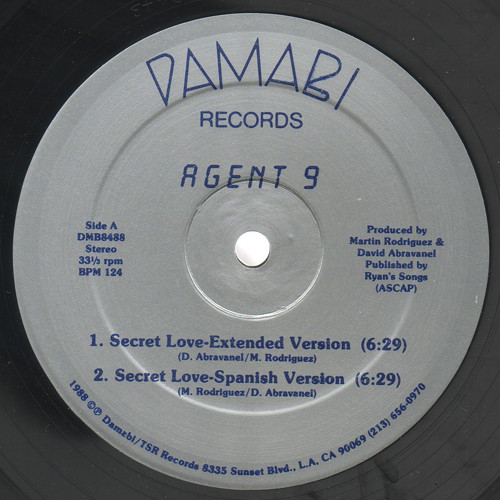 DAMABI
RECORDS
AGENT 9
Side A
DMB8488
Stereo
33⅓ rpm
BPM 124
Produced by
Martin Rodriguez &
David Abravanel
Published by
Ryan's Songs
(ASCAP)
1. Secret Love-Extended Version (6:29)
(D. Abravanel/M. Rodriguez)
2. Secret Love-Spanish Version (6:29)
(M. Rodriguez/D. Abravanel)
1988 ©℗ Damabi/TSR Records 8335 Sunset Blvd., L.A. CA 90069 (213) 656-0970